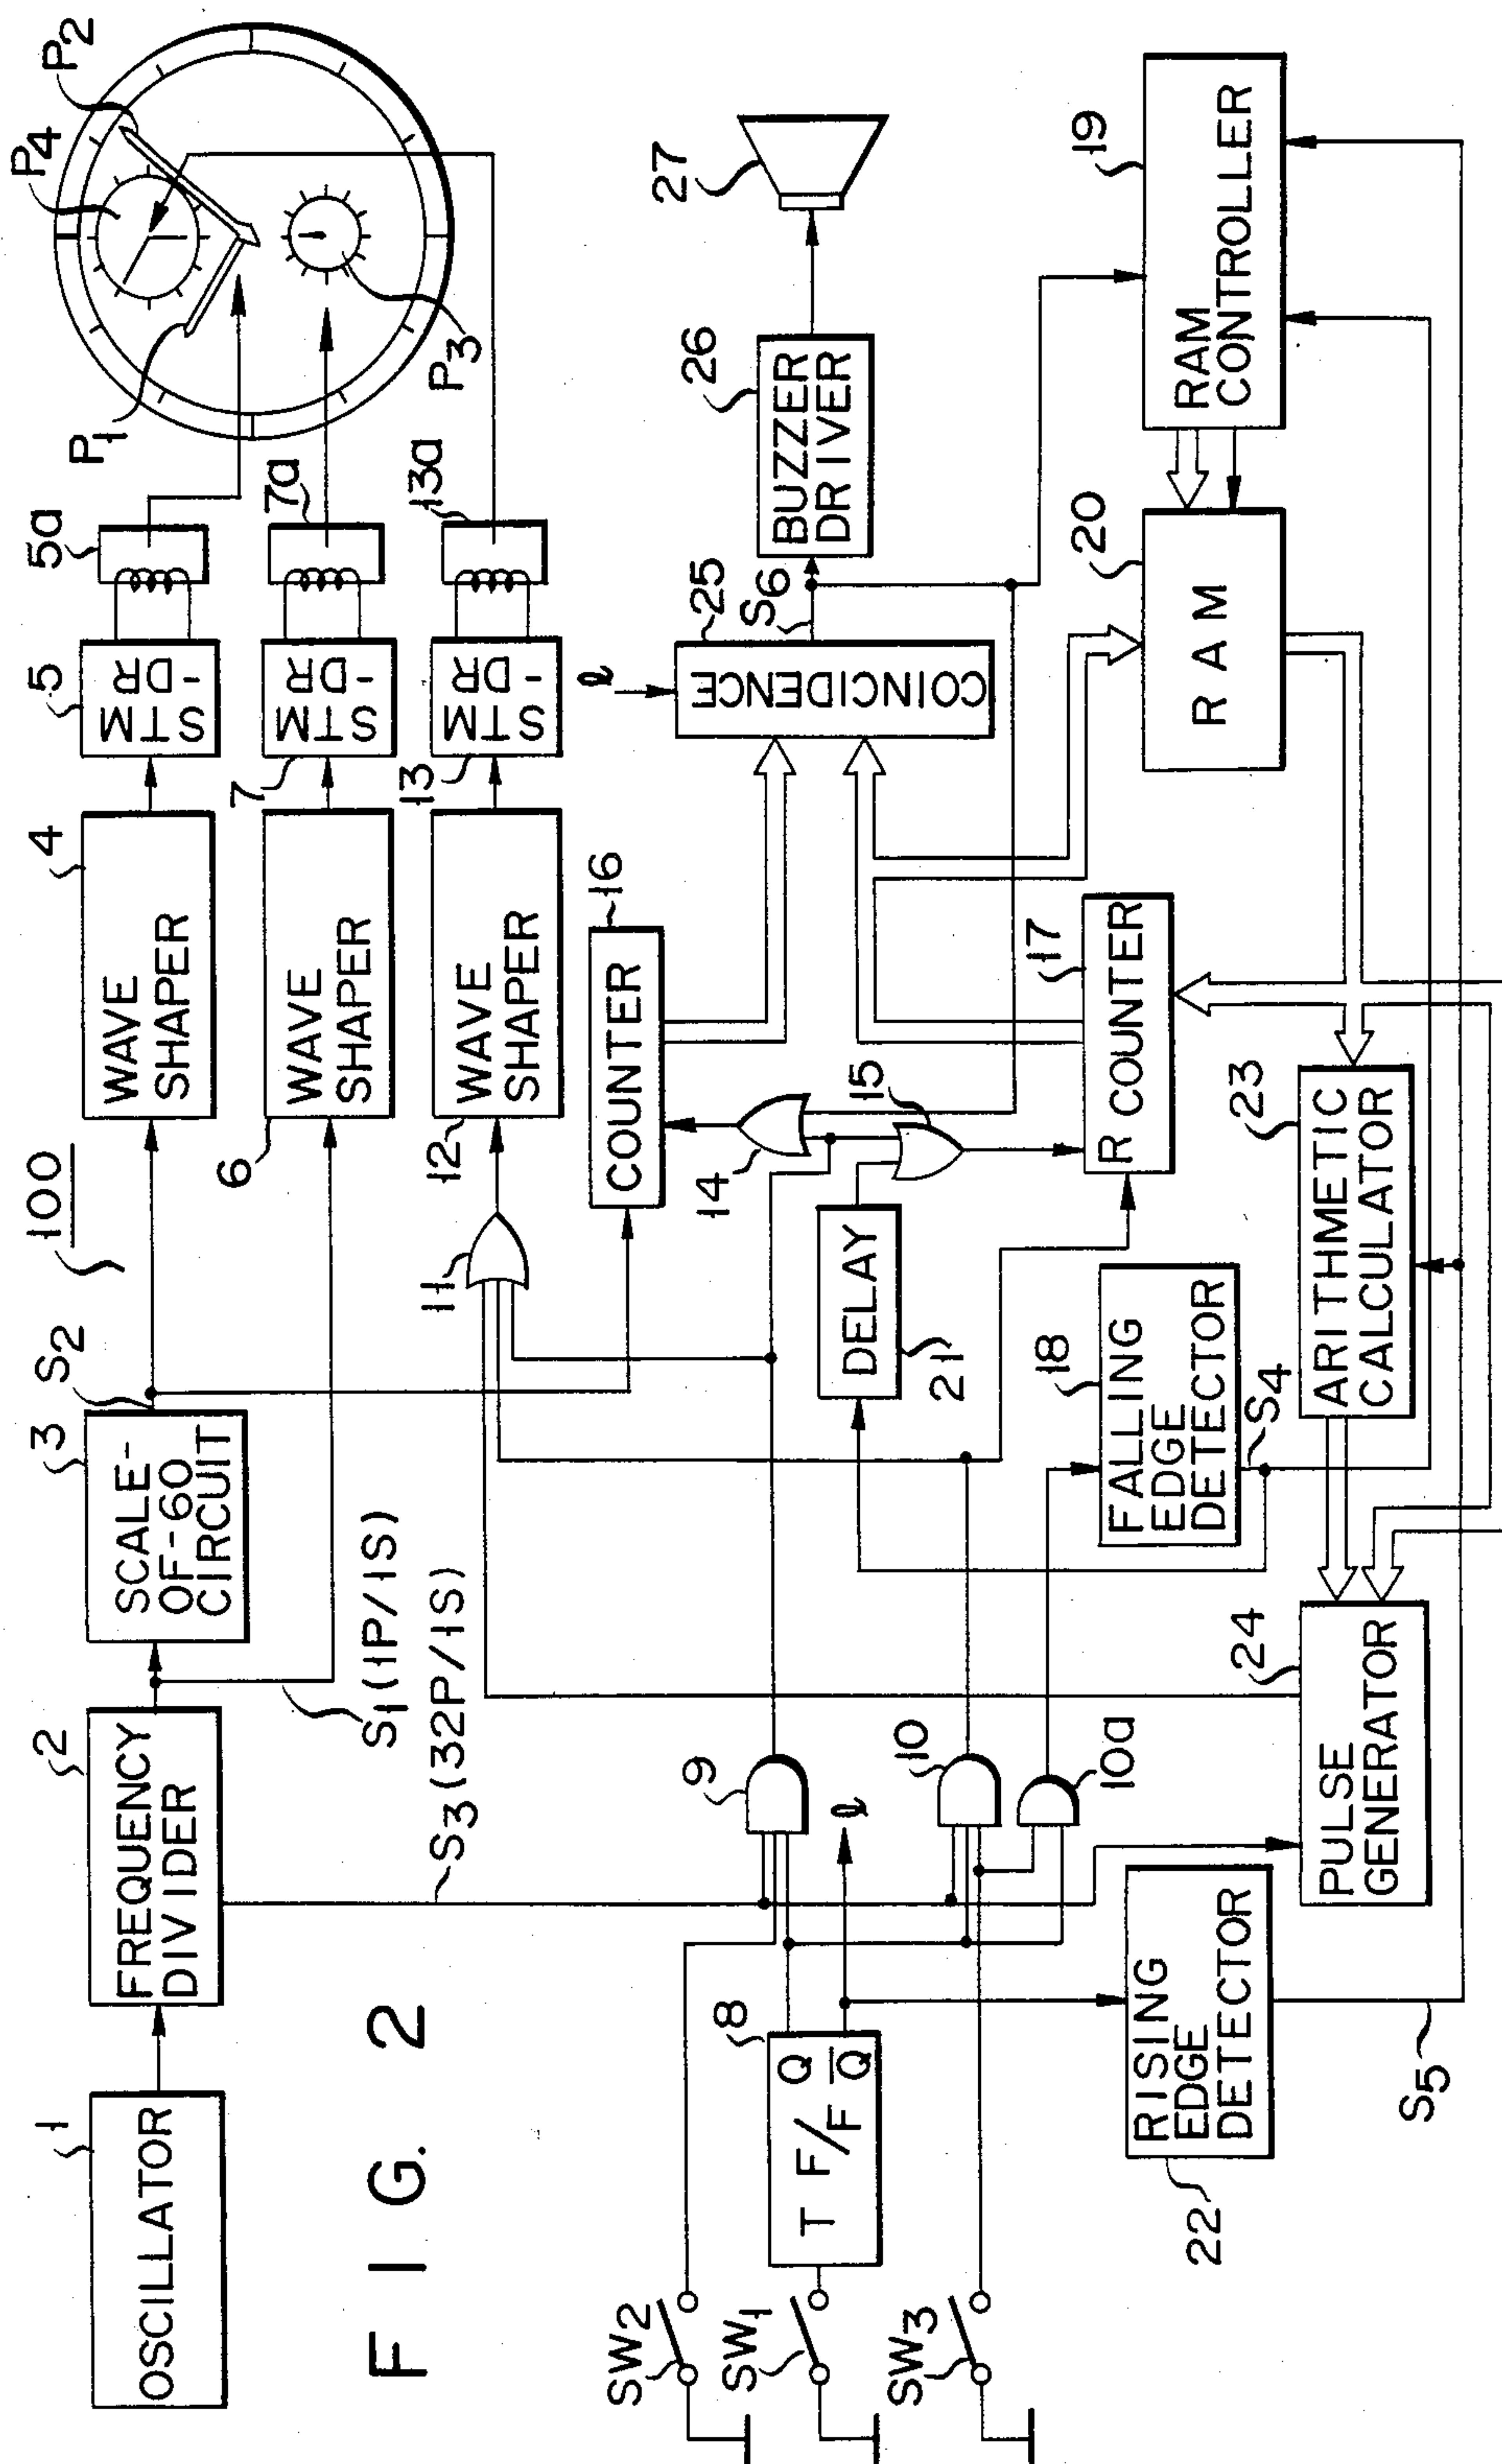 FIG. 2
100
1
OSCILLATOR
2
FREQUENCY
DIVIDER
3
SCALE-
OF-60
CIRCUIT
S2
4
WAVE
SHAPER
5
STM
-DR
5a
P1
P4
P2
S1 (1P/1S)
6
WAVE
SHAPER
7
STM
-DR
7a
P3
S3 (32P/1S)
11
12
WAVE
SHAPER
13
STM
-DR
13a
16
COUNTER
SW2
9
14
ℓ
25
COINCIDENCE
S6
26
BUZZER
DRIVER
27
SW1
8
T F/F Q
Q
ℓ
21
DELAY
15
SW3
10
10a
17
R COUNTER
18
FALLING
EDGE
DETECTOR
S4
20
RAM
19
RAM
CONTROLLER
22
RISING
EDGE
DETECTOR
S5
24
PULSE
GENERATOR
23
ARITHMETIC
CALCULATOR